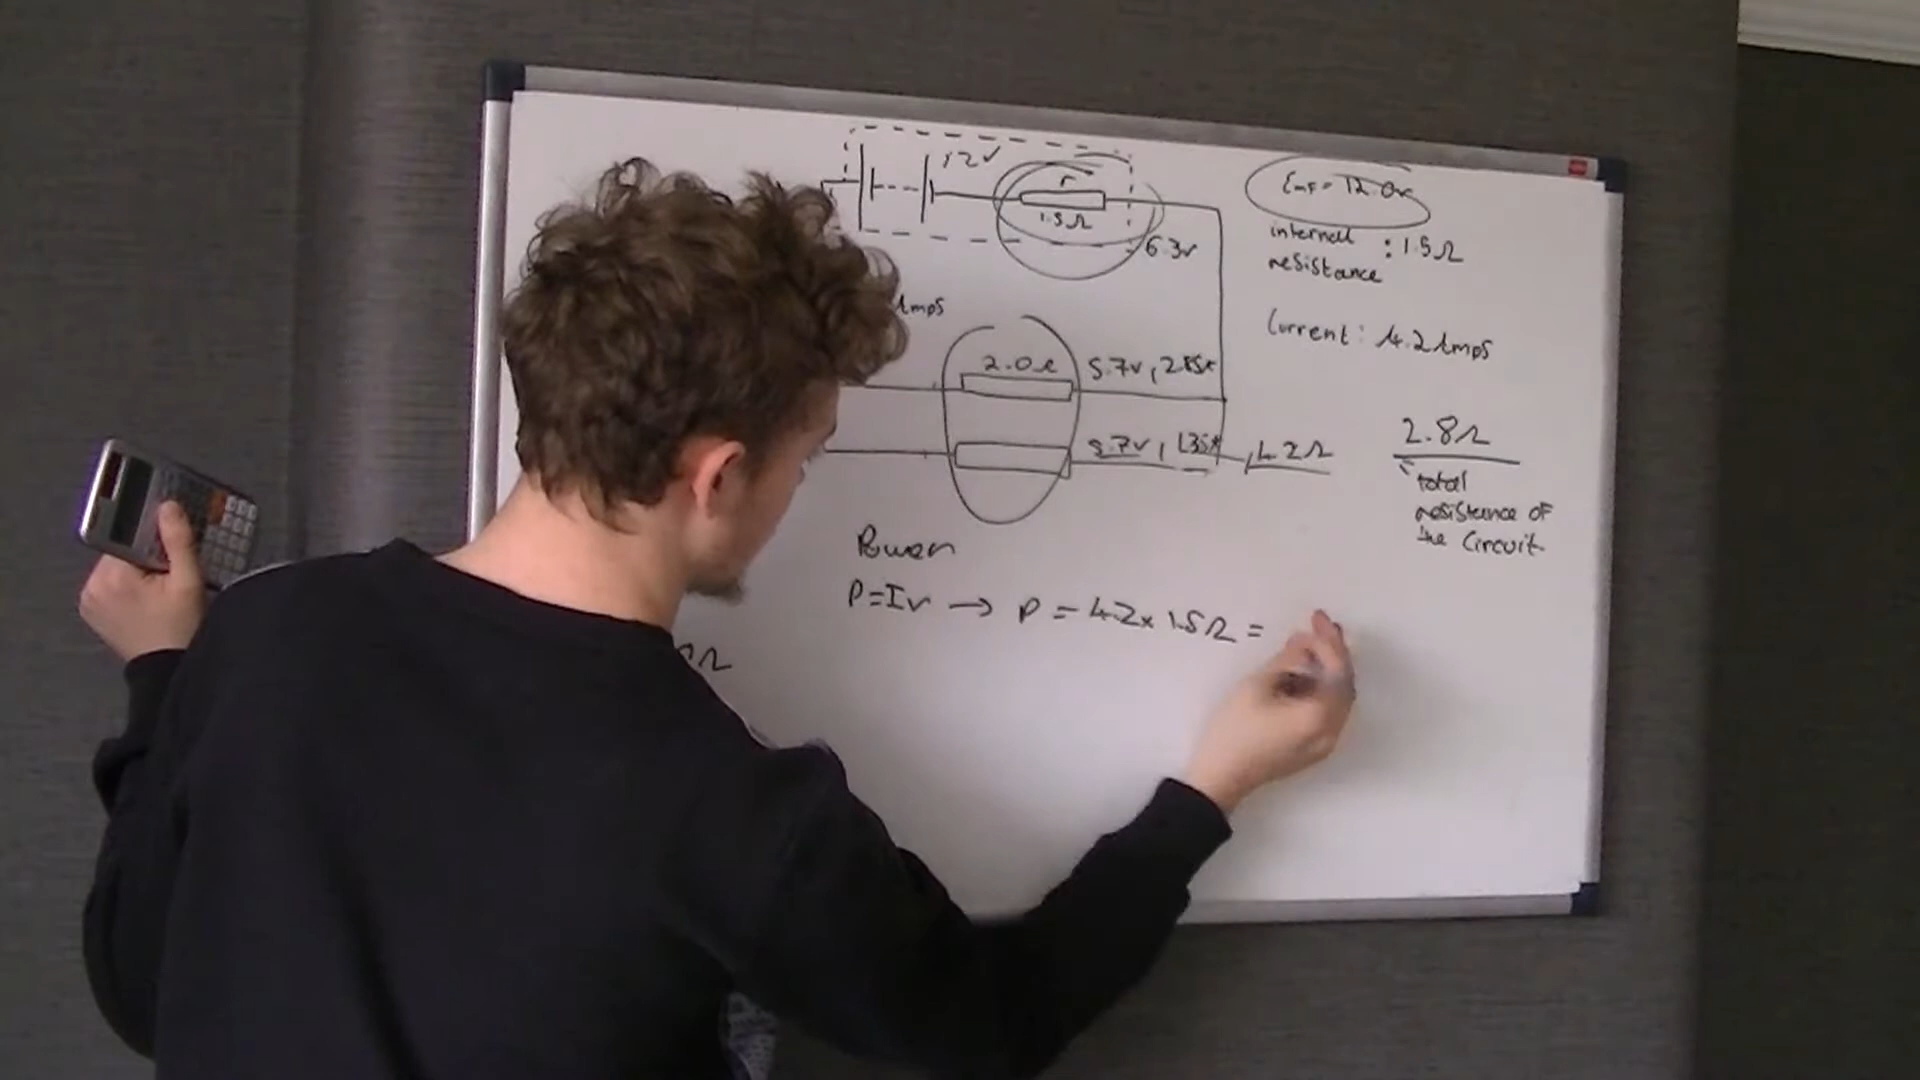 12v
r
1.5Ω
6.3v
Emf = 12.0v
internal : 1.5Ω
resistance
Amps
Current: 4.2Amps
2.0Ω
5.7v, 2.85A
5.7v, 1.35A
4.2Ω
2.8Ω
total
resistance of
the Circuit
Power
P=Iv → P = 4.2 x 1.5Ω =
Ω